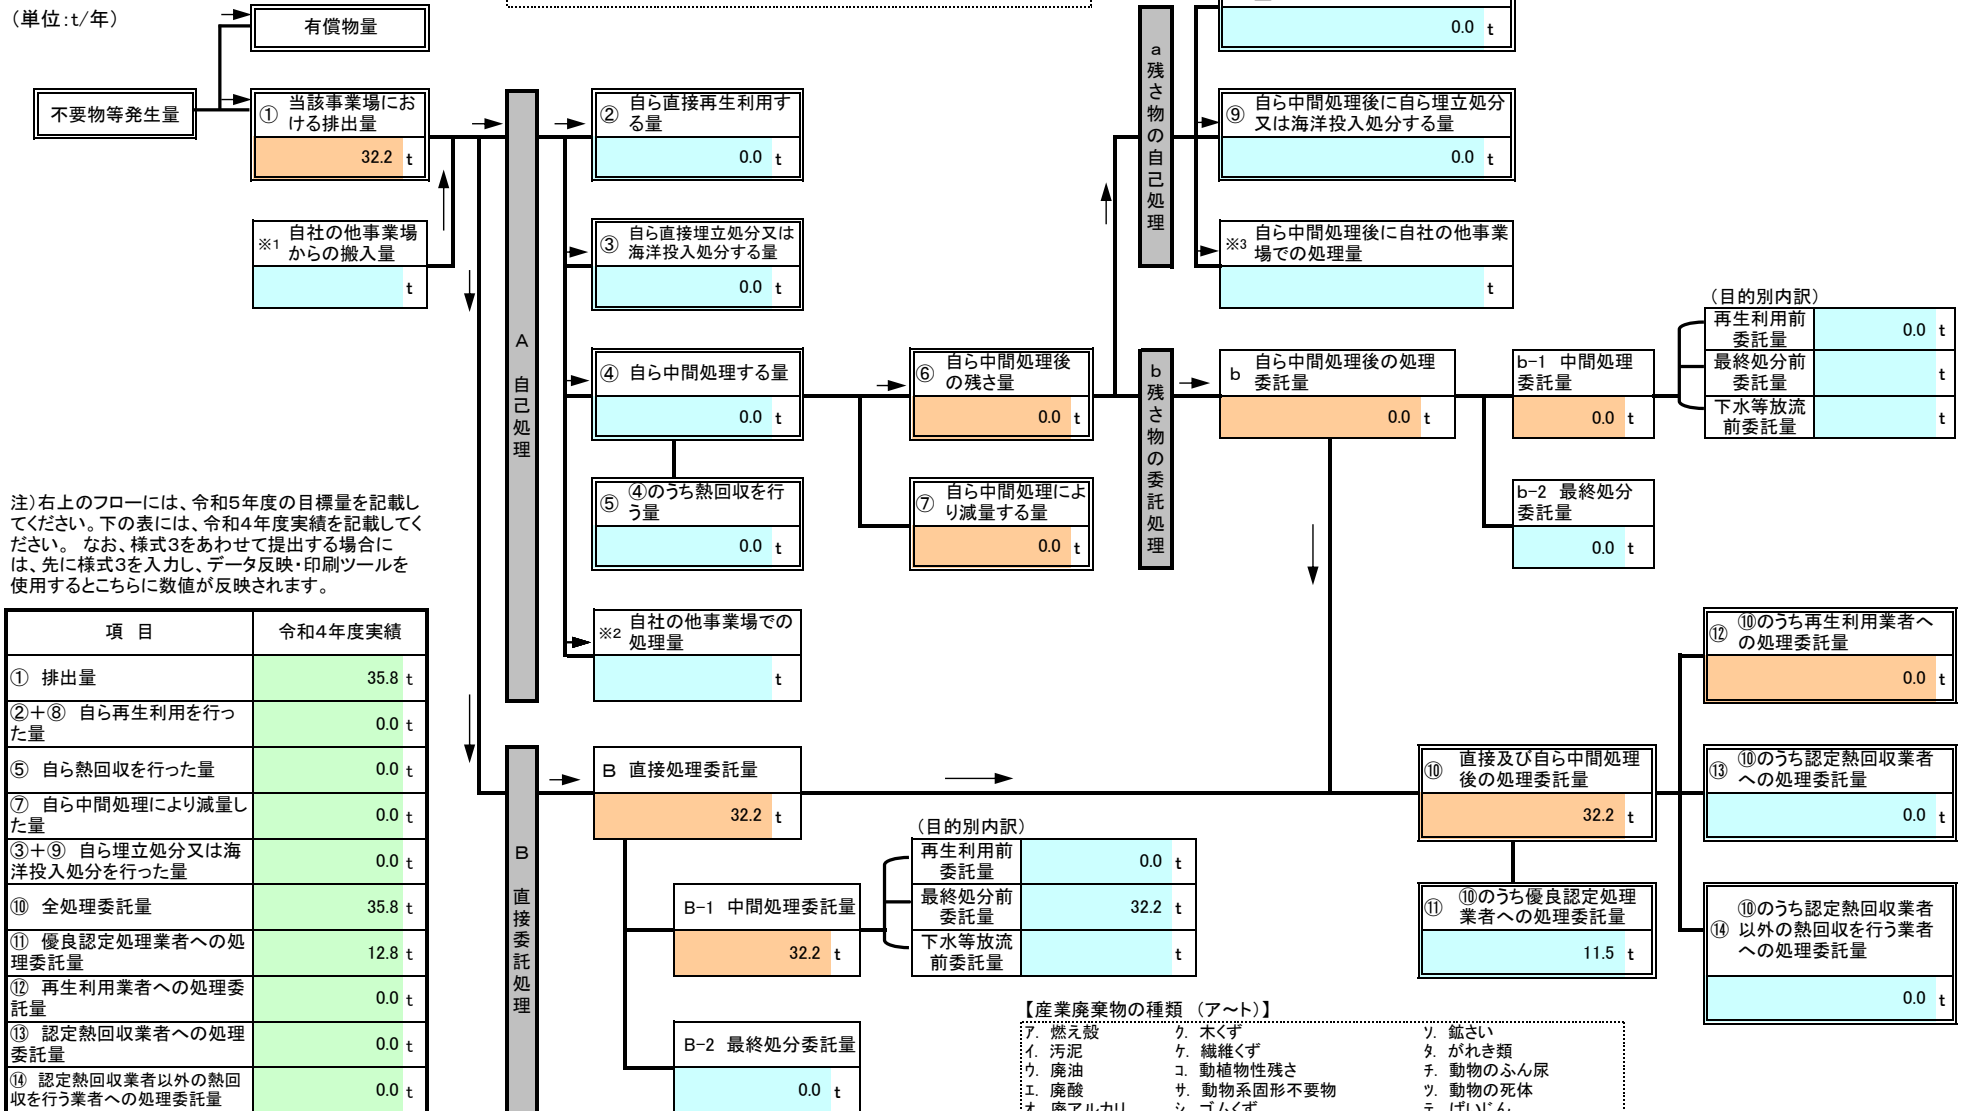 （単位：t/年）
有償物量
0.0 t
不要物等発生量
① 当該事業場にお
ける排出量
32.2 t
※1 自社の他事業場
からの搬入量
t
A 自己処理
② 自ら直接再生利用す
る量
0.0 t
③ 自ら直接埋立処分又は
海洋投入処分する量
0.0 t
④ 自ら中間処理する量
0.0 t
⑤ ④のうち熱回収を行
う量
0.0 t
※2 自社の他事業場での
処理量
t
⑥ 自ら中間処理後
の残さ量
0.0 t
⑦ 自ら中間処理によ
り減量する量
0.0 t
a 残さ物の自己処理
⑨ 自ら中間処理後に自ら埋立処分
又は海洋投入処分する量
0.0 t
※3 自ら中間処理後に自社の他事業
場での処理量
t
b 残さ物の委託処理
b 自ら中間処理後の処理
委託量
0.0 t
b-1 中間処理
委託量
0.0 t
（目的別内訳）
再生利用前
委託量
0.0 t
最終処分前
委託量
t
下水等放流
前委託量
b-2 最終処分
委託量
0.0 t
注）右上のフローには、令和5年度の目標量を記載し
てください。下の表には、令和4年度実績を記載してく
ださい。 なお、様式3をあわせて提出する場合に
は、先に様式3を入力し、データ反映・印刷ツールを
使用するとこちらに数値が反映されます。
項 目 令和4年度実績
① 排出量 35.8 t
②＋⑧ 自ら再生利用を行っ
た量 0.0 t
⑤ 自ら熱回収を行った量 0.0 t
⑦ 自ら中間処理により減量し
た量 0.0 t
③＋⑨ 自ら埋立処分又は海
洋投入処分を行った量 0.0 t
⑩ 全処理委託量 35.8 t
⑪ 優良認定処理業者への処
理委託量 12.8 t
⑫ 再生利用業者への処理委
託量 0.0 t
⑬ 認定熱回収業者への処理
委託量 0.0 t
⑭ 認定熱回収業者以外の熱回
収を行う業者への処理委託量 0.0 t
B 直接委託処理
B 直接処理委託量
32.2 t
B-1 中間処理委託量
32.2 t
（目的別内訳）
再生利用前
委託量
0.0 t
最終処分前
委託量
32.2 t
下水等放流
前委託量
t
B-2 最終処分委託量
0.0 t
⑩ 直接及び自ら中間処理
後の処理委託量
32.2 t
⑪ ⑩のうち優良認定処理
業者への処理委託量
11.5 t
⑫ ⑩のうち再生利用業者へ
の処理委託量
0.0 t
⑬ ⑩のうち認定熱回収業者
への処理委託量
0.0 t
⑭ ⑩のうち認定熱回収業者
以外の熱回収を行う業者
への処理委託量
0.0 t
【産業廃棄物の種類 （ア～ト）】
ア. 燃え殻 ク. 木くず ソ. 鉱さい
イ. 汚泥 ケ. 繊維くず タ. がれき類
ウ. 廃油 コ. 動植物性残さ チ. 動物のふん尿
エ. 廃酸 サ. 動物系固形不要物 ツ. 動物の死体
オ. 廃アルカリ シ. ゴムくず テ. ばいじん